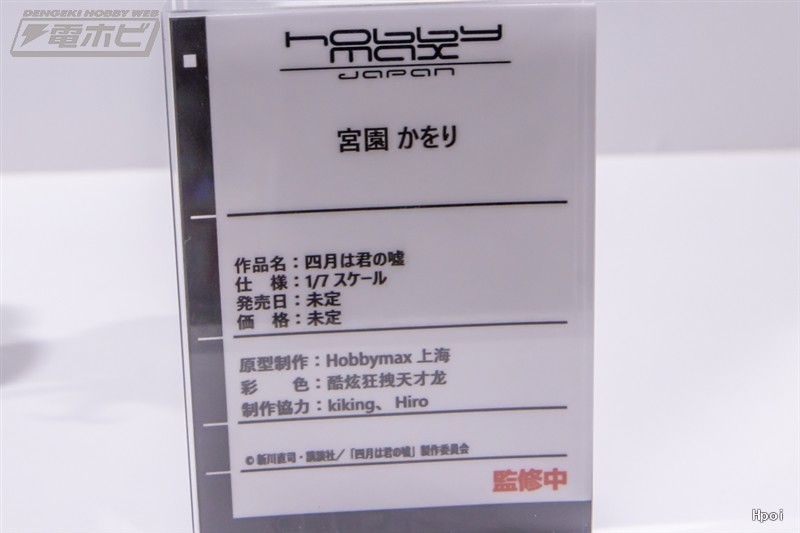 DENGEKI HOBBY WEB
電ホビ
hobby
max
JAPAN
宮園 かをり
作品名：四月は君の嘘
仕　様：1/7 スケール
発売日：未定
価　格：未定
原型制作：Hobbymax 上海
彩　　色：酷炫狂拽天才龙
制作協力：kiking、Hiro
© 新川直司・講談社／「四月は君の嘘」製作委員会
監修中
Hpoi